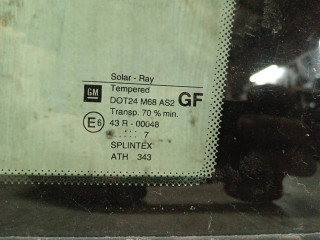 Solar - Ray
Tempered
GM DOT24 M68 AS2 GF
Transp. 70 % min.
E6 43 R - 00048
..... 7
SPLINTEX
ATH 343